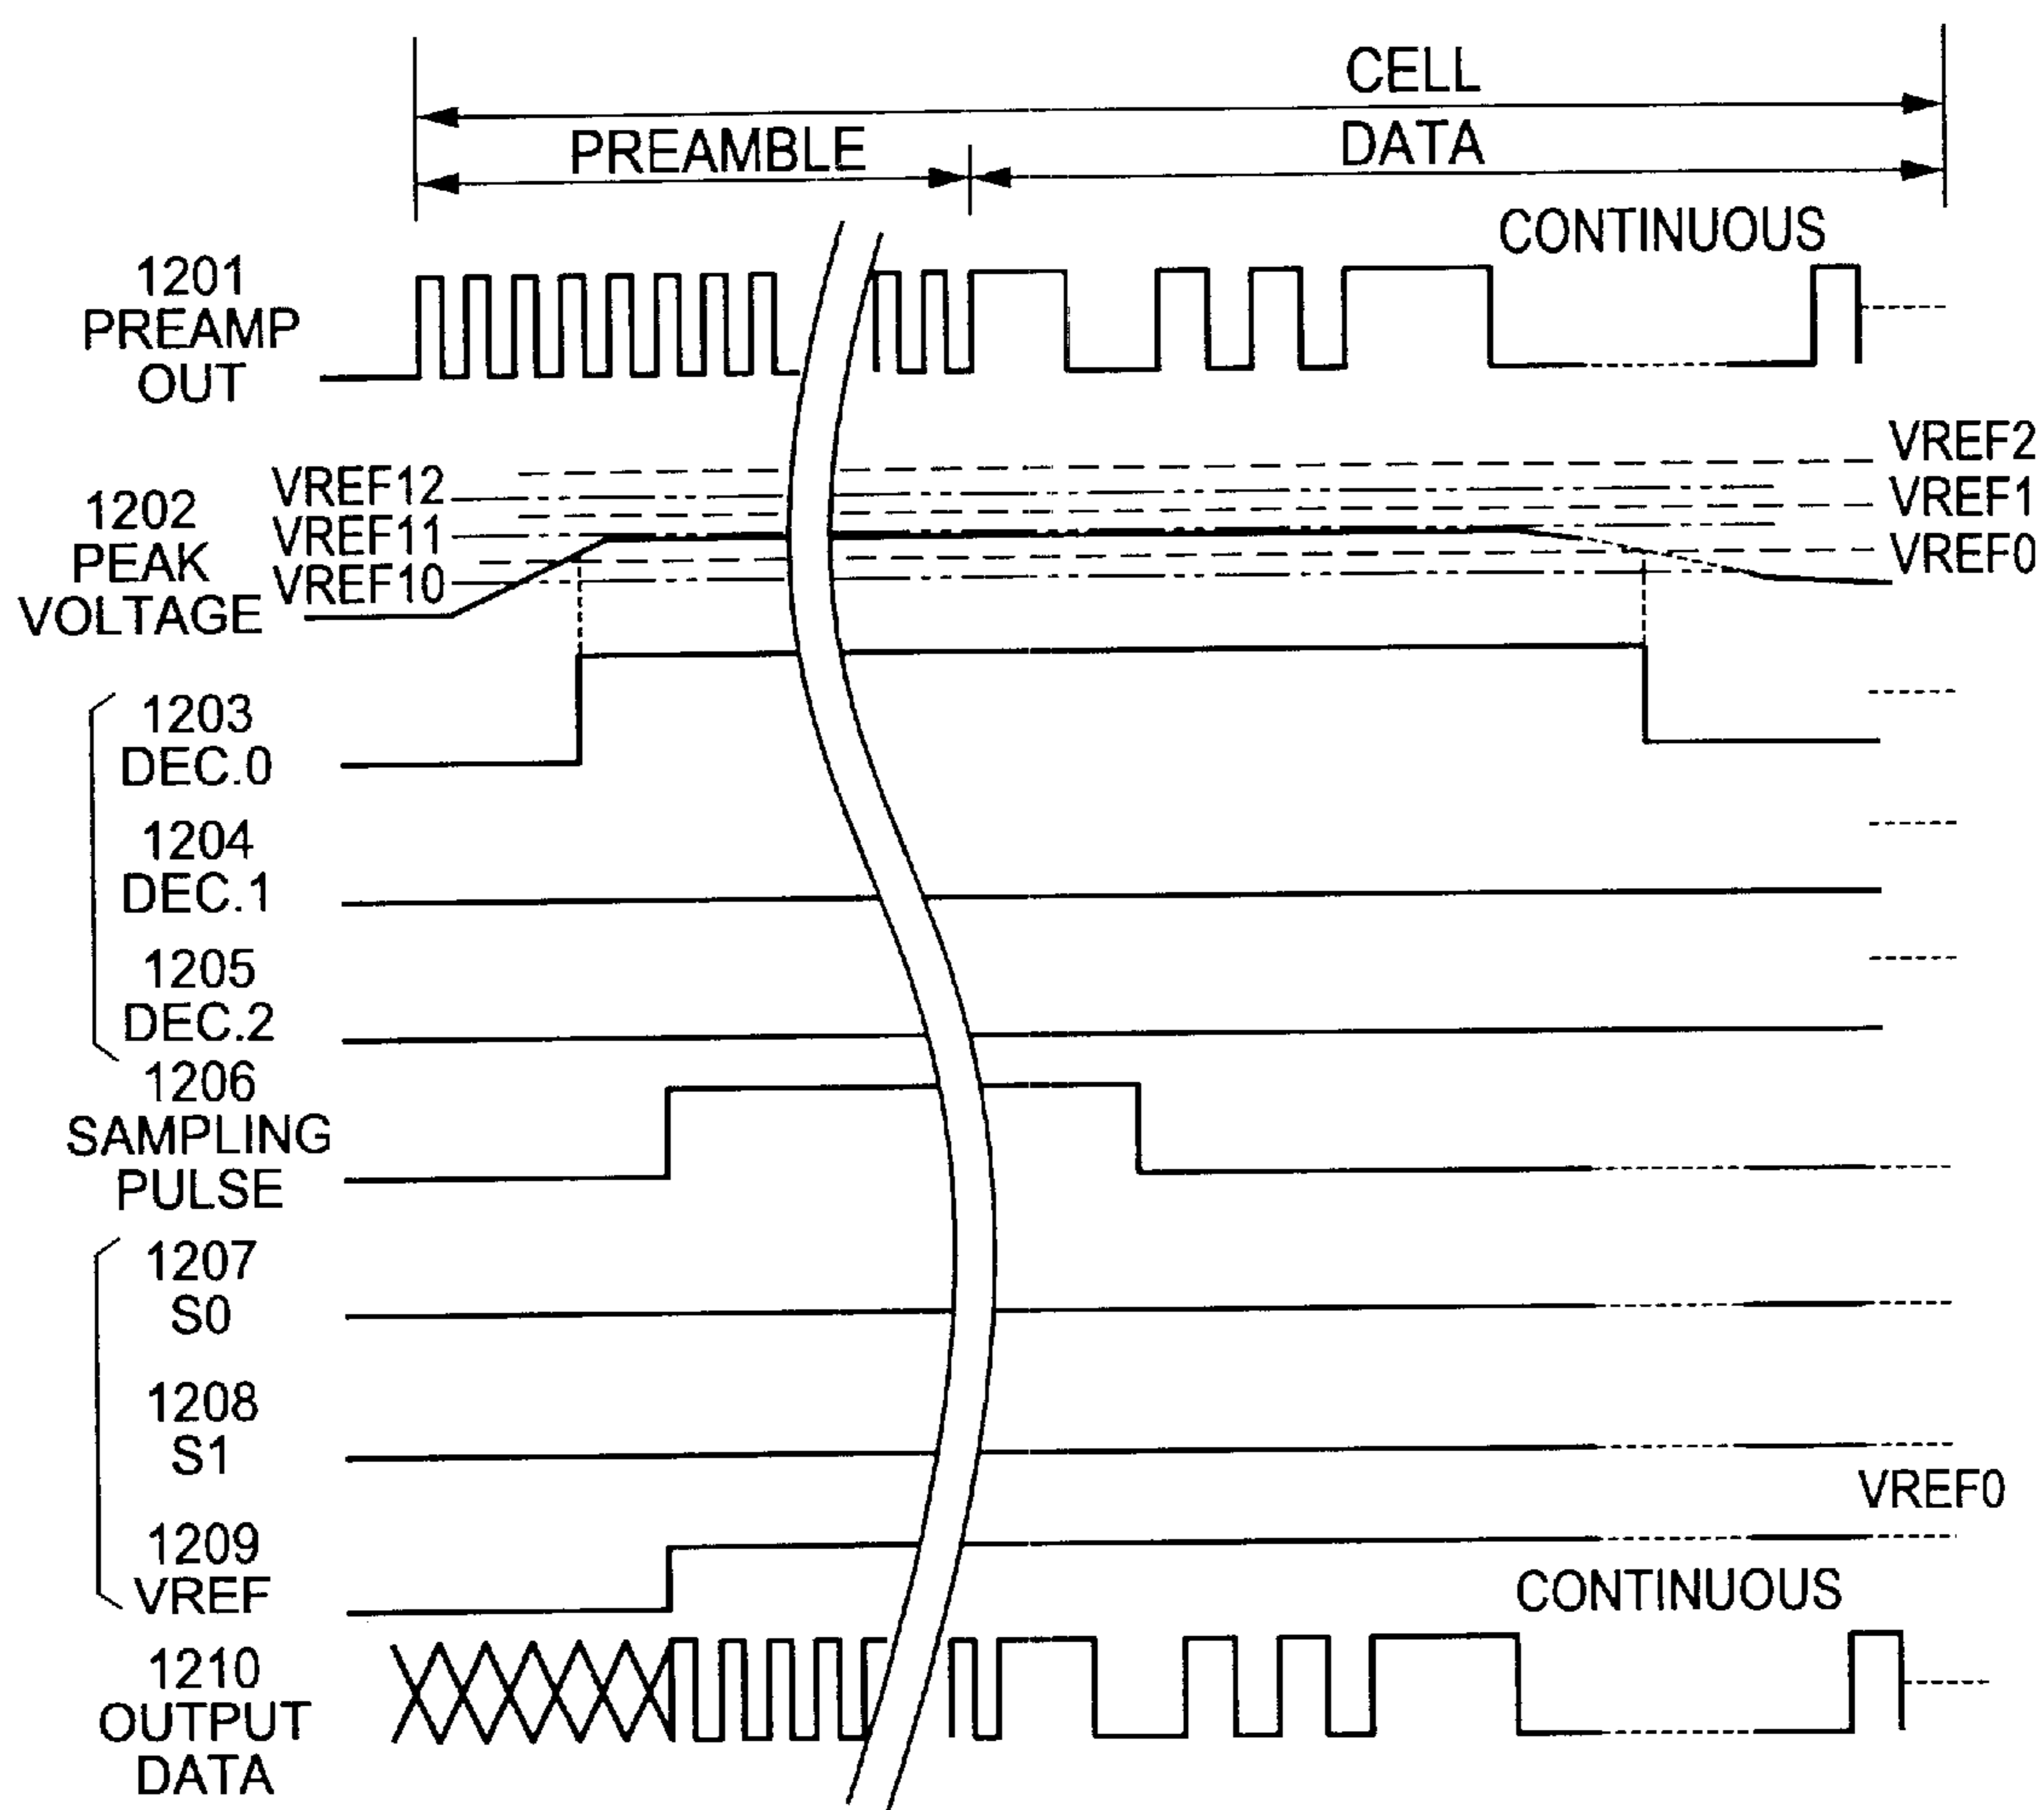 CELL
PREAMBLE
DATA
CONTINUOUS
1201
PREAMP
OUT
VREF2
VREF12
VREF1
1202
PEAK
VOLTAGE
VREF11
VREF0
VREF10
1203
DEC.0
1204
DEC.1
1205
DEC.2
1206
SAMPLING
PULSE
1207
S0
1208
S1
VREF0
1209
VREF
CONTINUOUS
1210
OUTPUT
DATA